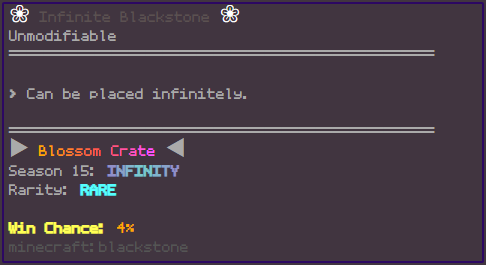 ❀ Infinite Blackstone ❀
Unmodifiable
> Can be placed infinitely.
▶ Blossom Crate ◀
Season 15: INFINITY
Rarity: RARE
Win Chance: 4%
minecraft:blackstone